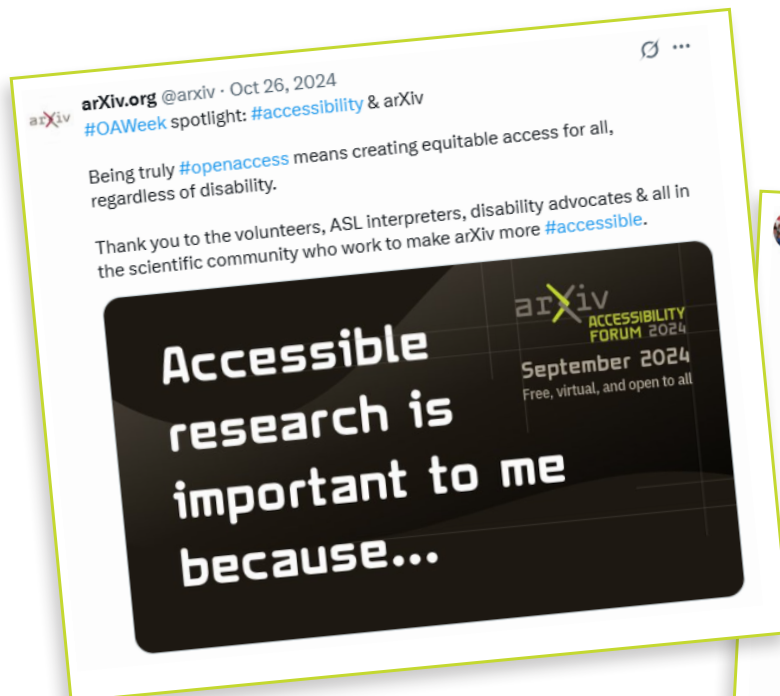 arXiv.org @arxiv · Oct 26, 2024
arXiv
#OAWeek spotlight: #accessibility & arXiv
Being truly #openaccess means creating equitable access for all,
regardless of disability.
Thank you to the volunteers, ASL interpreters, disability advocates & all in
the scientific community who work to make arXiv more #accessible.
arXiv
ACCESSIBILITY
FORUM 2024
September 2024
Free, virtual, and open to all
Accessible
research is
important to me
because...